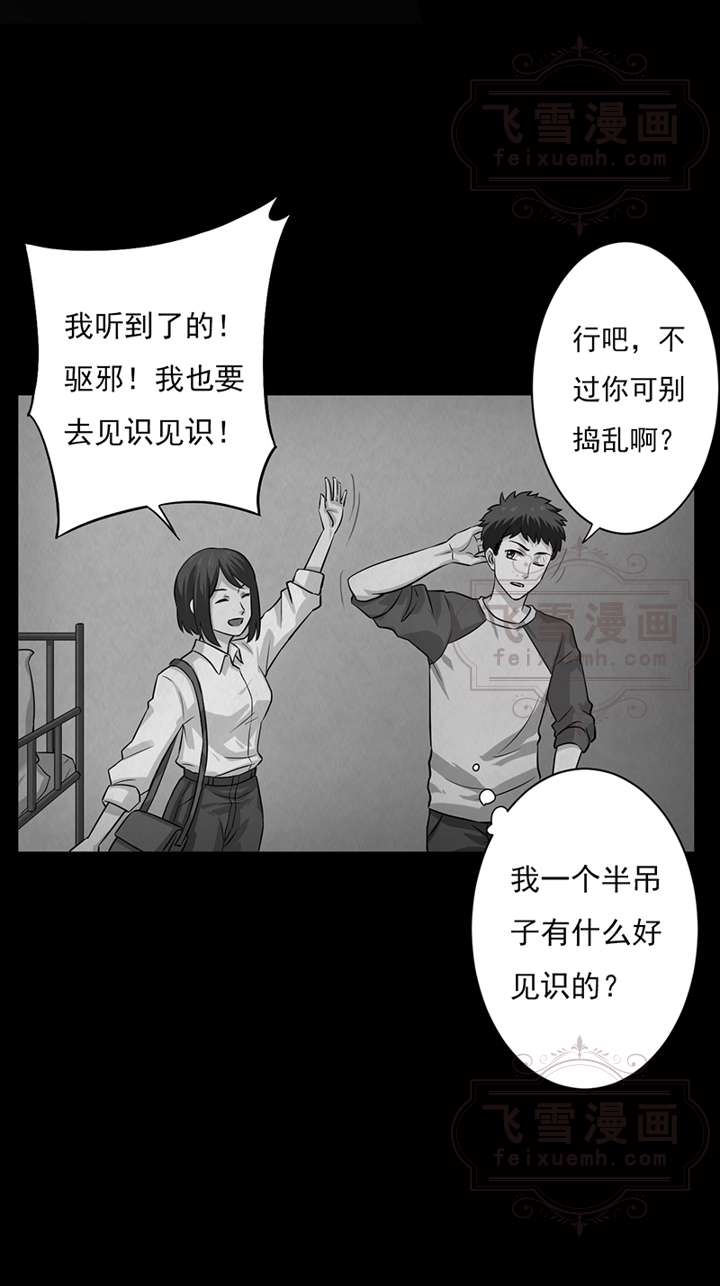 飞雪漫画
feixuemh.com
我听到了的！
驱邪！我也要
去见识见识！
行吧，不
过你可别
捣乱啊？
飞雪漫画
feixuemh.com
我一个半吊
子有什么好
见识的？
飞雪漫画
feixuemh.com